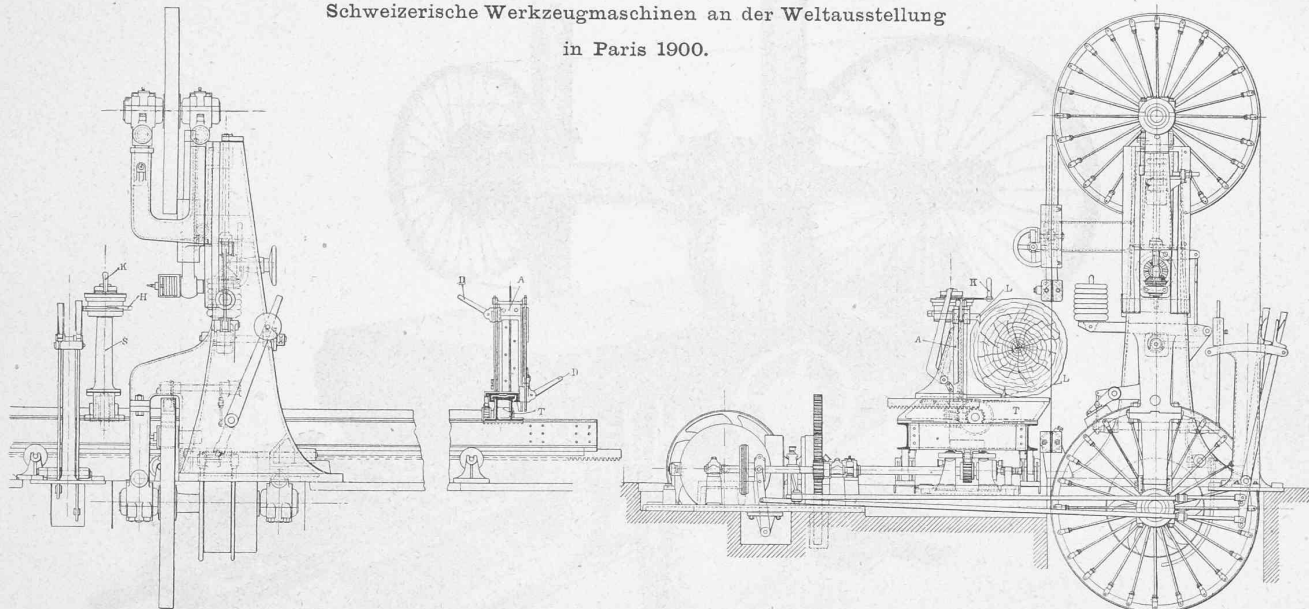 Schweizerische Werkzeugmaschinen an der Weltausstellung
in Paris 1900.
K
H
S
D
A
D
T
H
L
A
L
T